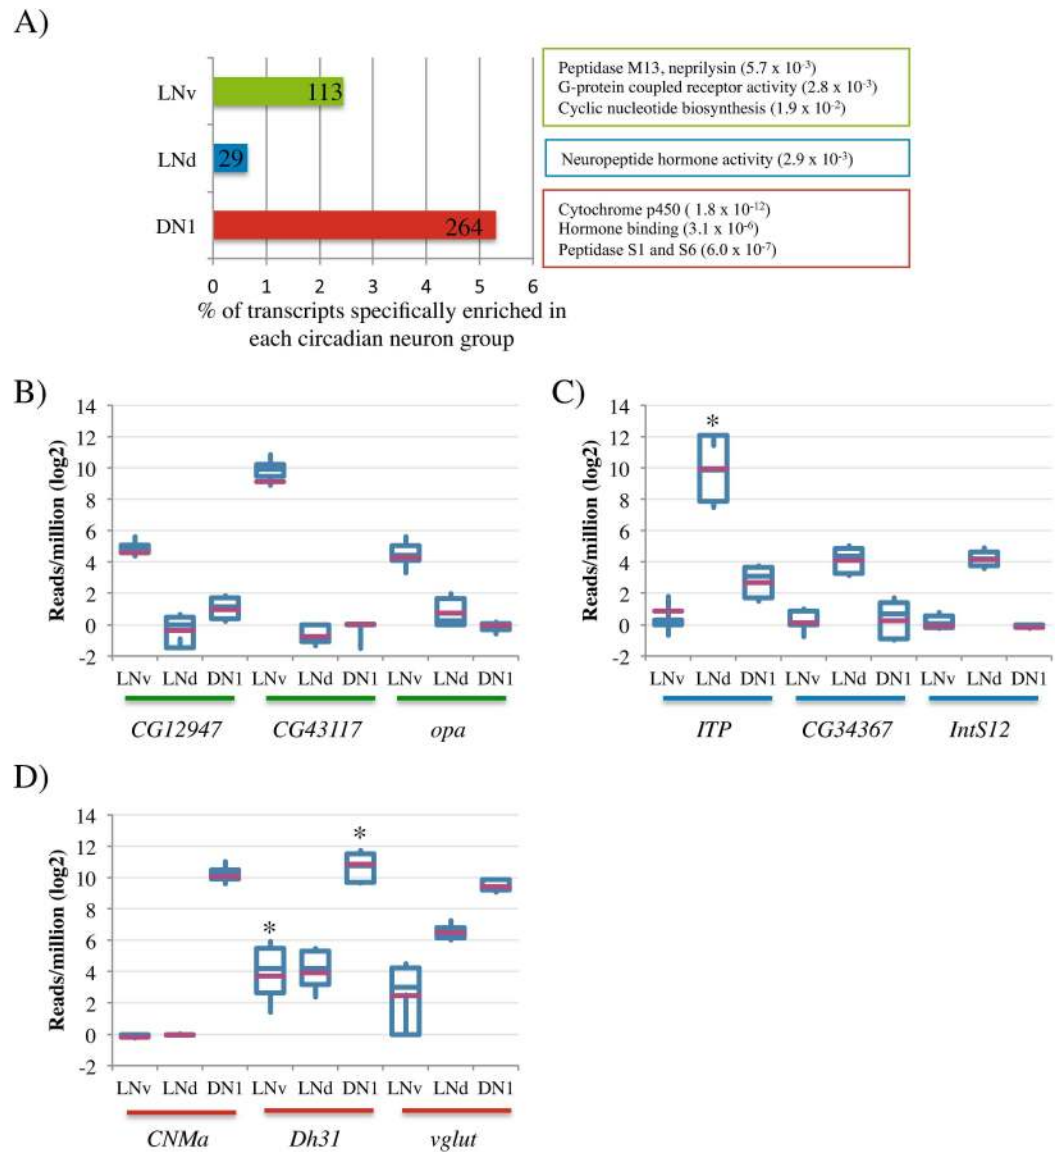 A)
LNv
113
LNd
29
DN1
264
0 1 2 3 4 5 6
% of transcripts specifically enriched in
each circadian neuron group
Peptidase M13, neprilysin (5.7 x 10⁻³)
G-protein coupled receptor activity (2.8 x 10⁻³)
Cyclic nucleotide biosynthesis (1.9 x 10⁻²)
Neuropeptide hormone activity (2.9 x 10⁻³)
Cytochrome p450 ( 1.8 x 10⁻¹²)
Hormone binding (3.1 x 10⁻⁶)
Peptidase S1 and S6 (6.0 x 10⁻⁷)
B)
Reads/million (log2)
14
12
10
8
6
4
2
0
-2
LNv LNd DN1 LNv LNd DN1 LNv LNd DN1
CG12947 CG43117 opa
C)
Reads/million (log2)
14
12
10
8
6
4
2
0
-2
*
LNv LNd DN1 LNv LNd DN1 LNv LNd DN1
ITP CG34367 IntS12
D)
Reads/million (log2)
14
12
10
8
6
4
2
0
-2
* *
LNv LNd DN1 LNv LNd DN1 LNv LNd DN1
CNMa Dh31 vglut